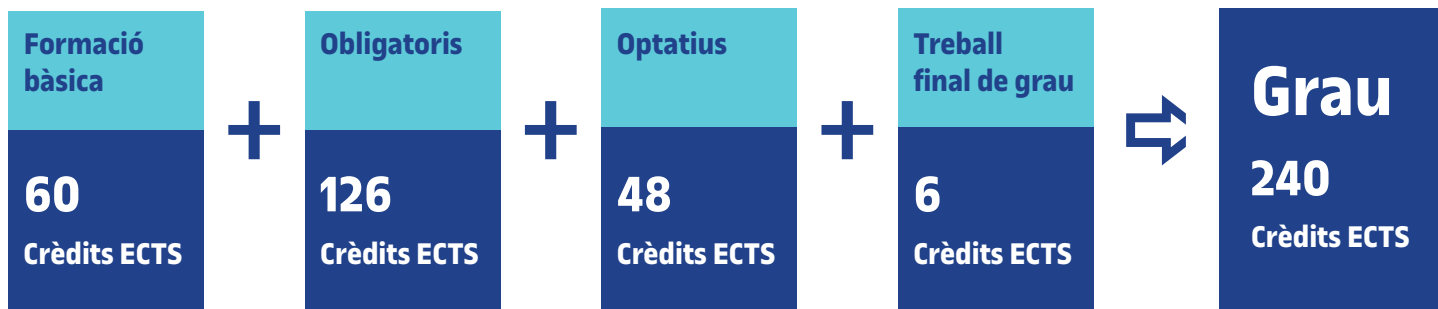 Formació
bàsica
60
Crèdits ECTS
+
Obligatoris
126
Crèdits ECTS
+
Optatius
48
Crèdits ECTS
+
Treball
final de grau
6
Crèdits ECTS
Grau
240
Crèdits ECTS